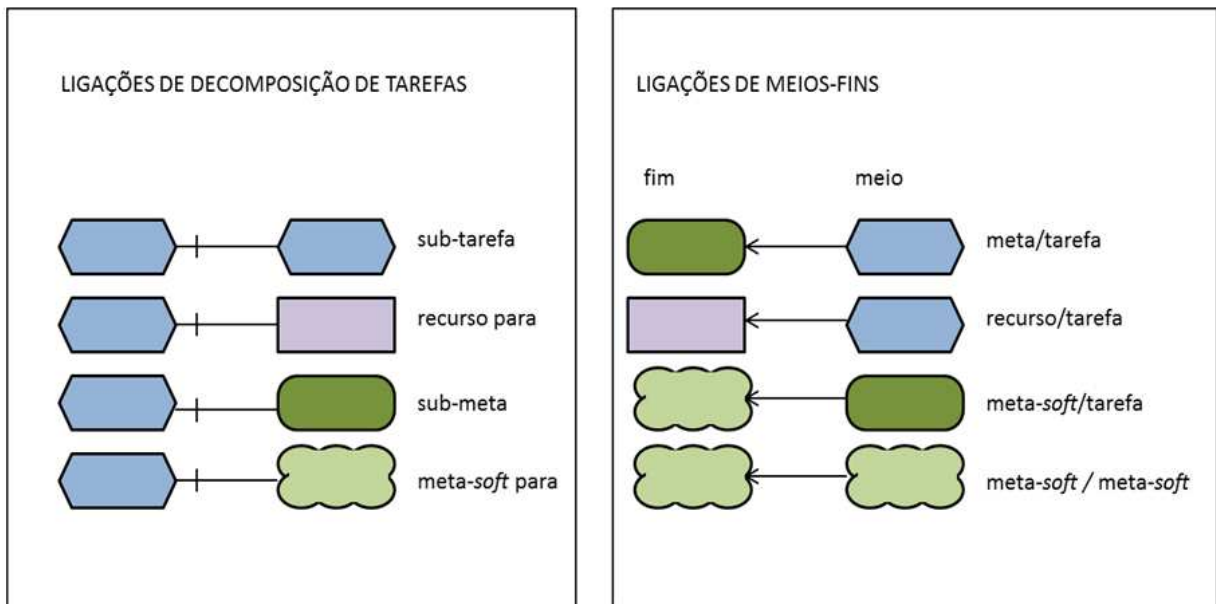 LIGAÇÕES DE DECOMPOSIÇÃO DE TAREFAS
sub-tarefa
recurso para
sub-meta
meta-soft para
LIGAÇÕES DE MEIOS-FINS
fim meio
meta/tarefa
recurso/tarefa
meta-soft/tarefa
meta-soft / meta-soft